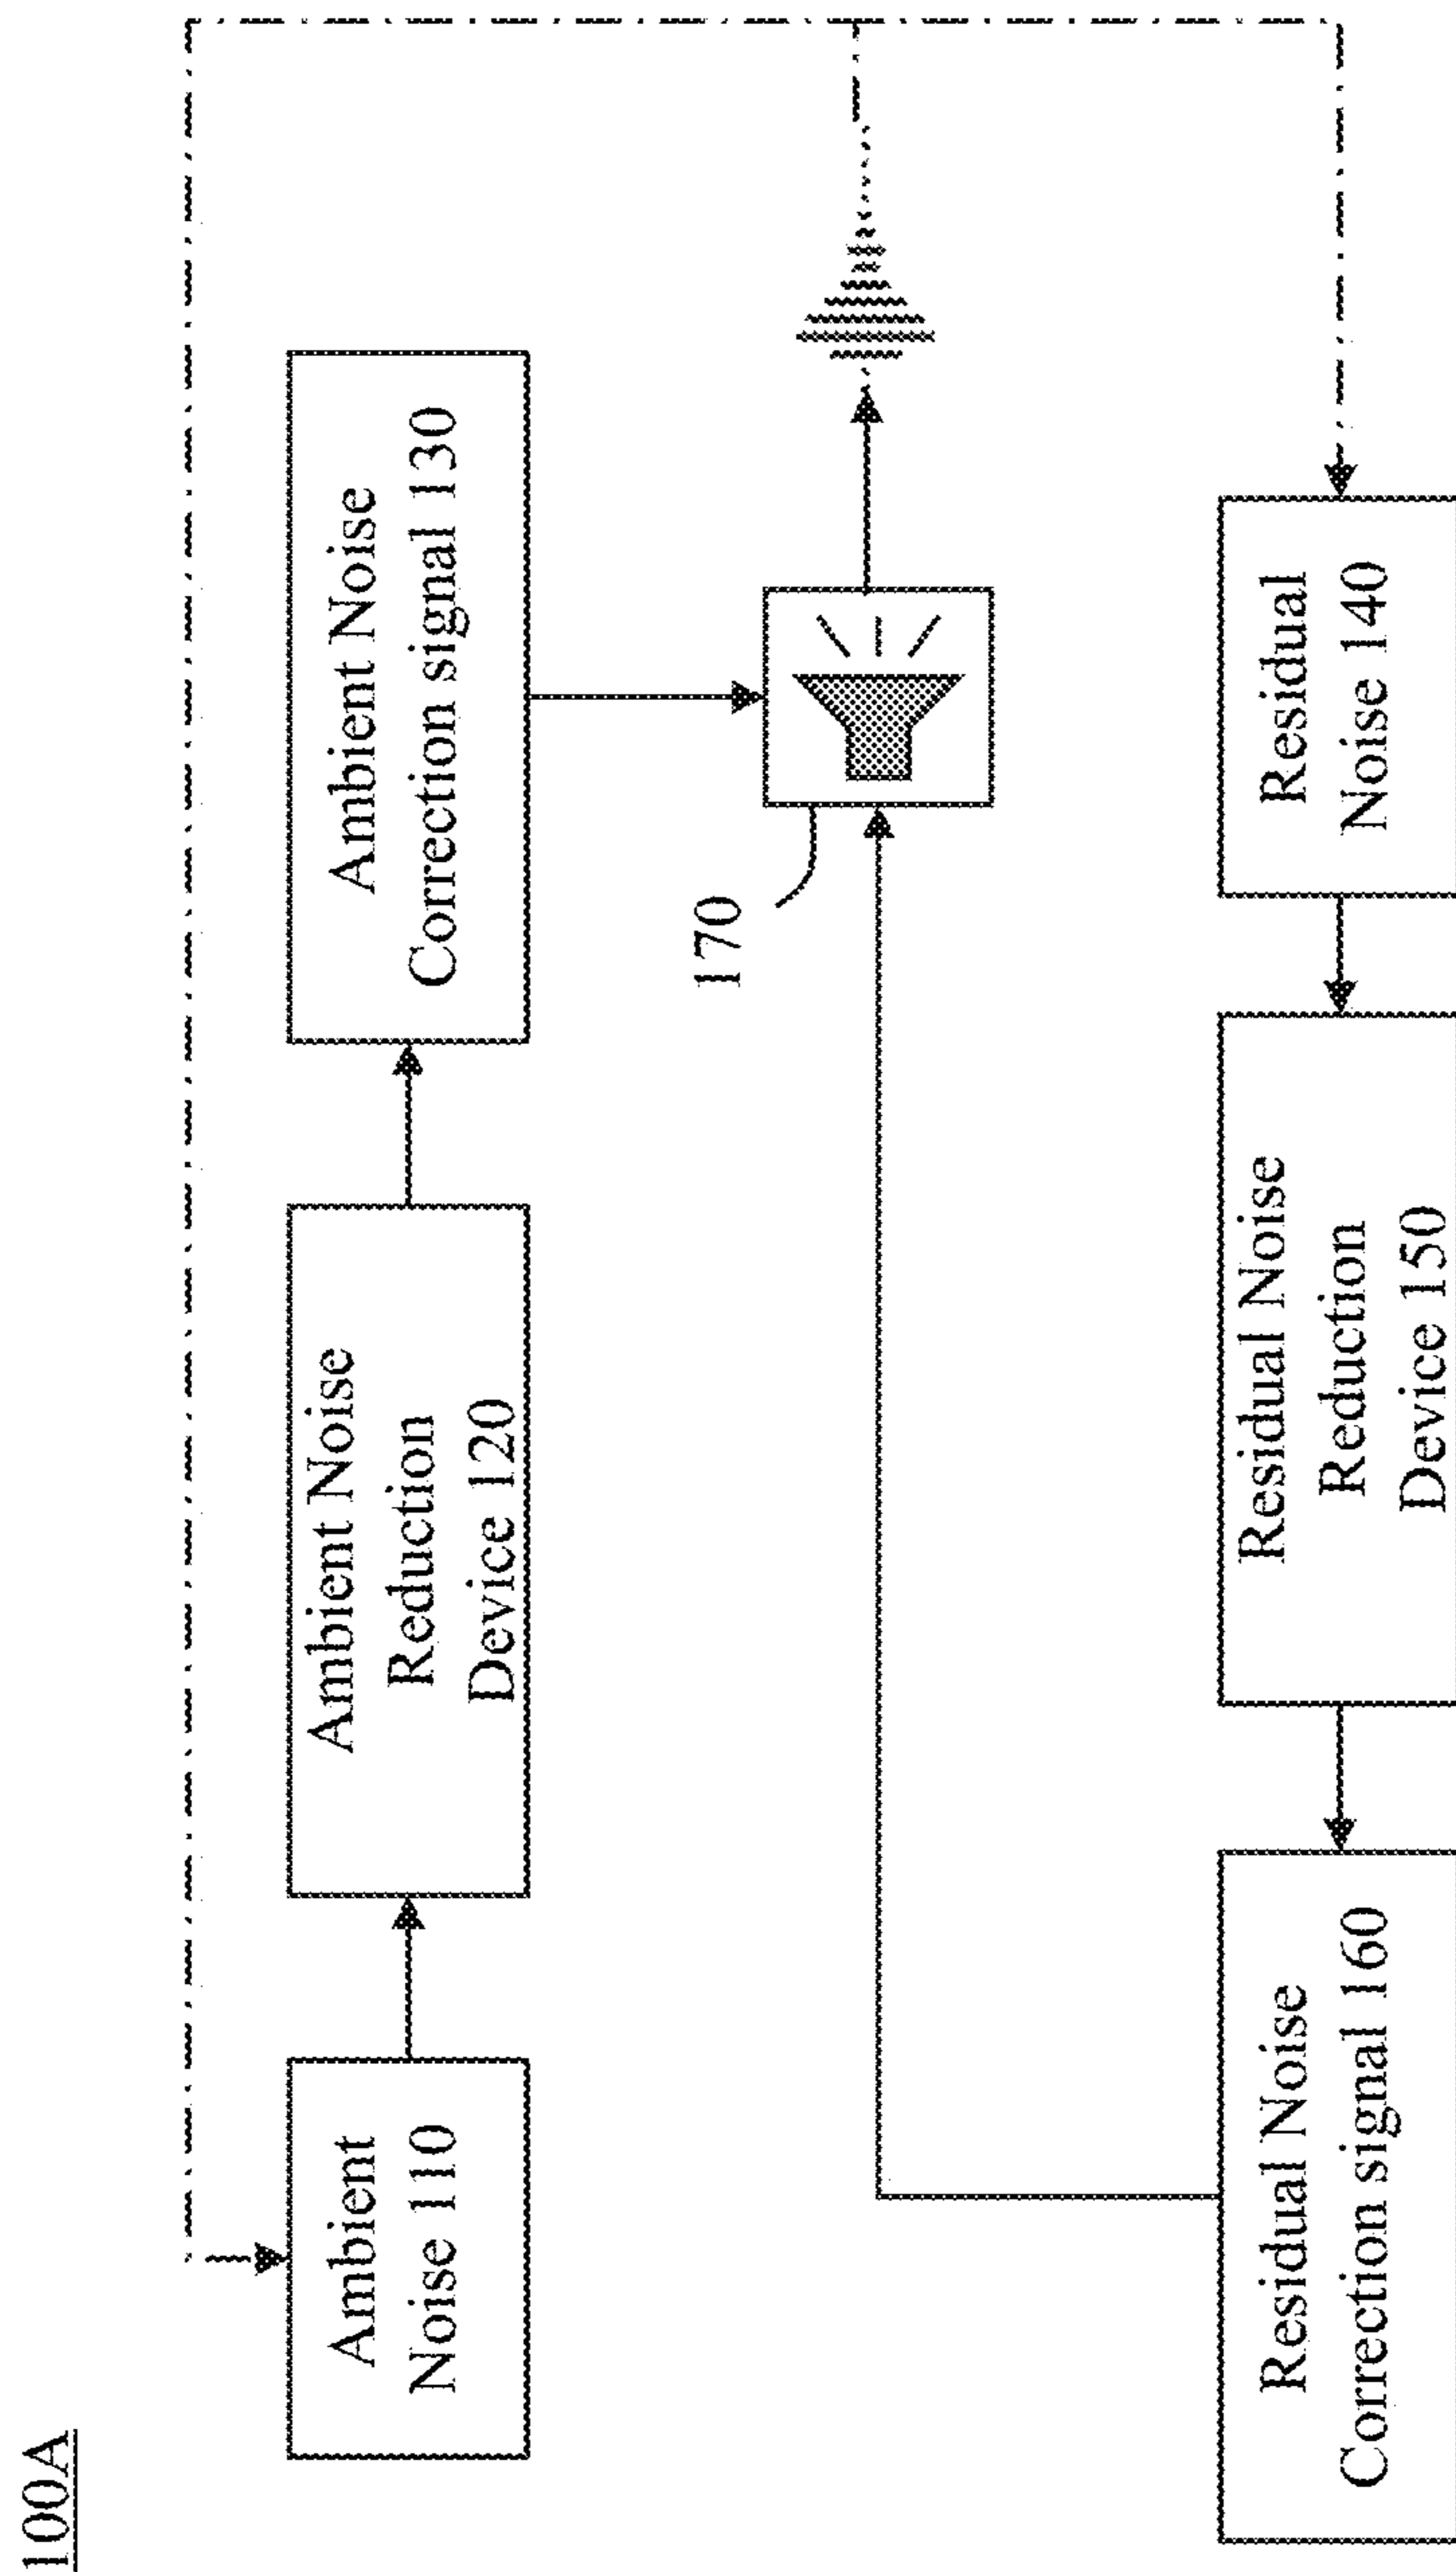 100A
Ambient
Noise 110
Ambient Noise
Reduction
Device 120
Ambient Noise
Correction signal 130
170
Residual Noise
Correction signal 160
Residual Noise
Reduction
Device 150
Residual
Noise 140